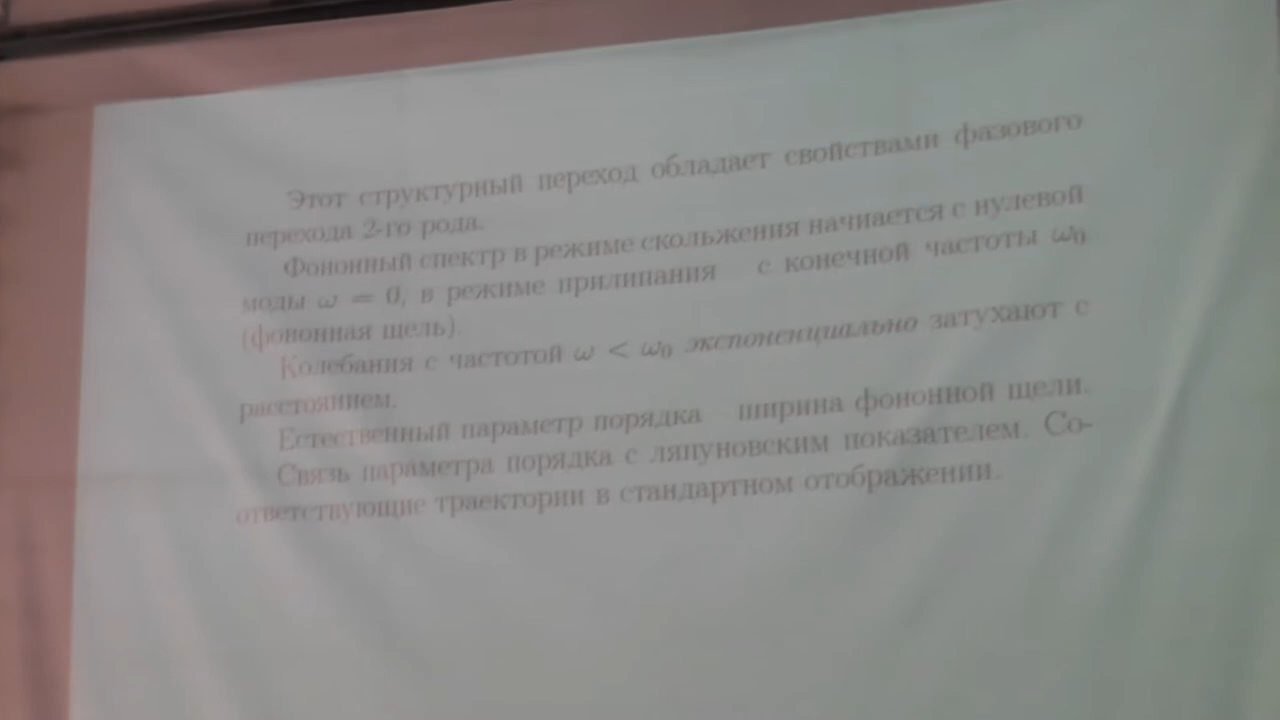 Этот структурный переход обладает свойствами фазового
перехода 2-го рода.
Фононный спектр в режиме скольжения начнается с нулевой
моды ω = 0, в режиме прилипания с конечной частоты ω₀
(фононная щель).
Колебания с частотой ω < ω₀ экспоненциально затухают с
расстоянием.
Естественный параметр порядка ширина фононной щели.
Связь параметра порядка с ляпуновским показателем. Со-
ответствующие траектории в стандартном отображении.